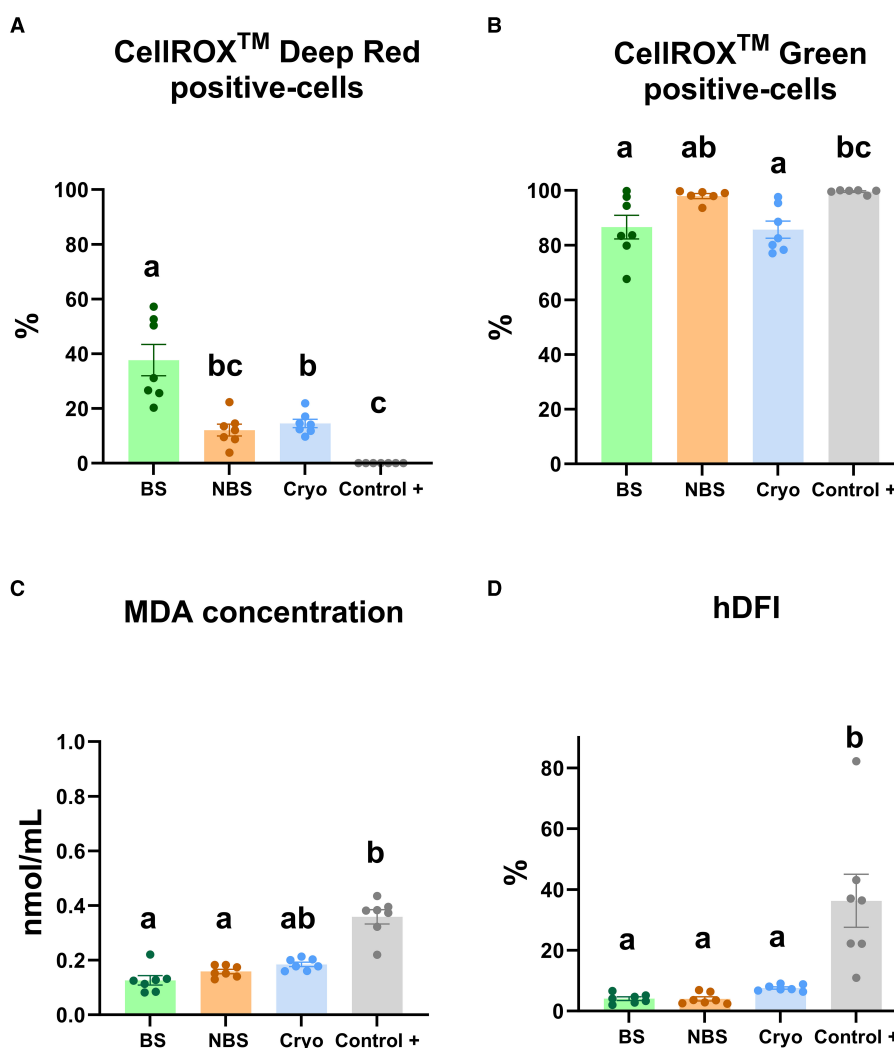 A
CellROX™ Deep Red
positive-cells
100
80
60
40
20
0
%
a
bc
b
c
BS
NBS
Cryo
Control +
B
CellROX™ Green
positive-cells
a
ab
a
bc
100
80
60
40
20
0
%
BS
NBS
Cryo
Control +
C
MDA concentration
1.0
0.8
0.6
0.4
0.2
0.0
nmol/mL
a
a
ab
b
BS
NBS
Cryo
Control +
D
hDFI
80
60
40
20
0
%
a
a
a
b
BS
NBS
Cryo
Control +